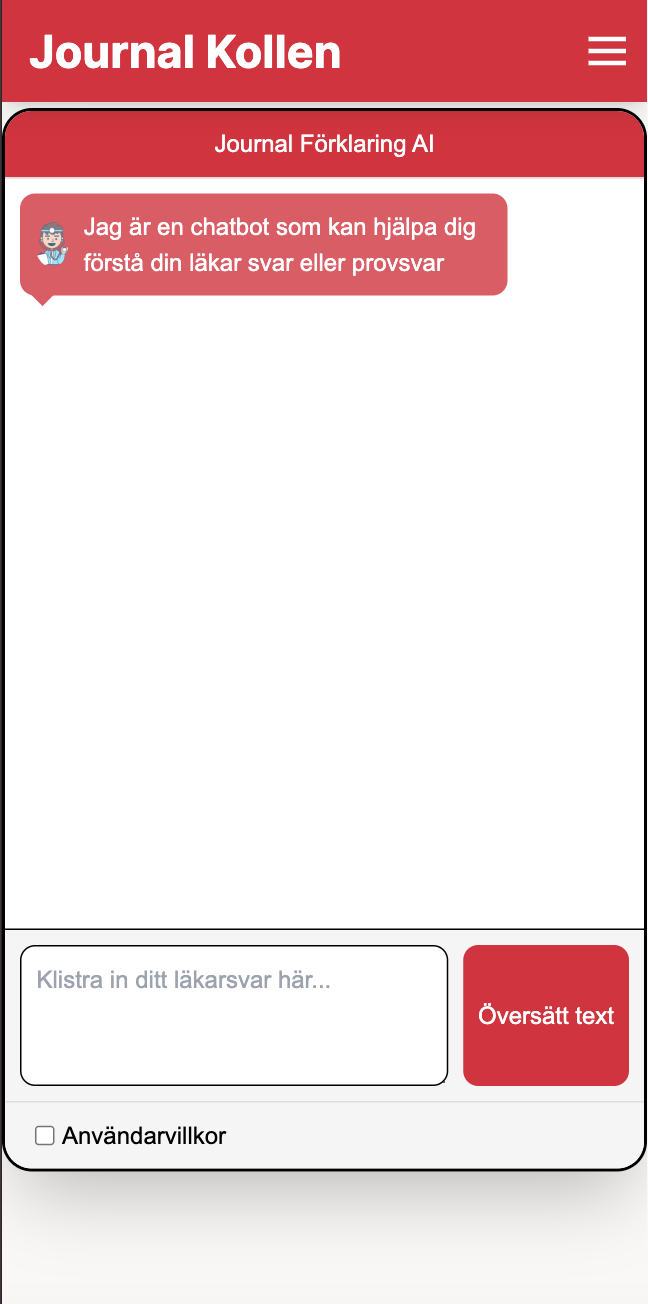 Journal Kollen
Journal Förklaring AI
Jag är en chatbot som kan hjälpa dig
förstå din läkar svar eller provsvar
Klistra in ditt läkarsvar här...
Översätt text
Användarvillkor